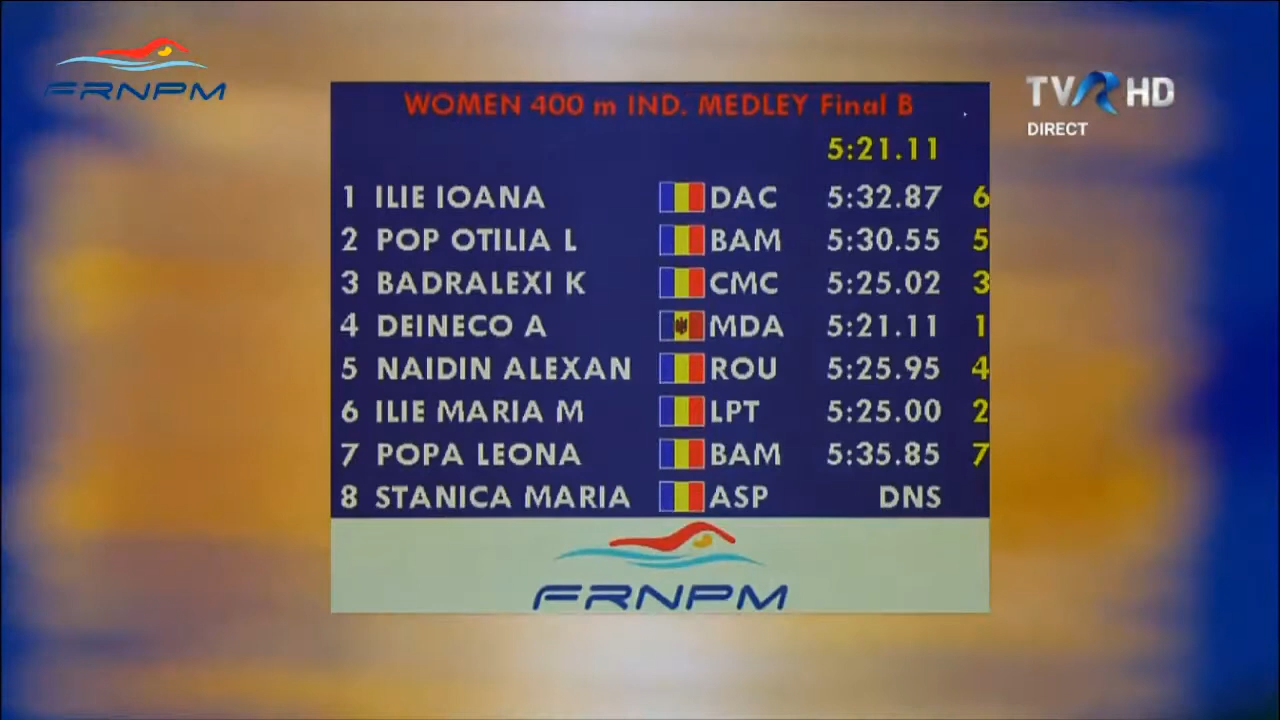 FRNPM
TVR HD
DIRECT
WOMEN 400 m IND. MEDLEY Final B
5:21.11
1 ILIE IOANA DAC 5:32.87 6
2 POP OTILIA L BAM 5:30.55 5
3 BADRALEXI K CMC 5:25.02 3
4 DEINECO A MDA 5:21.11 1
5 NAIDIN ALEXAN ROU 5:25.95 4
6 ILIE MARIA M LPT 5:25.00 2
7 POPA LEONA BAM 5:35.85 7
8 STANICA MARIA ASP DNS
FRNPM